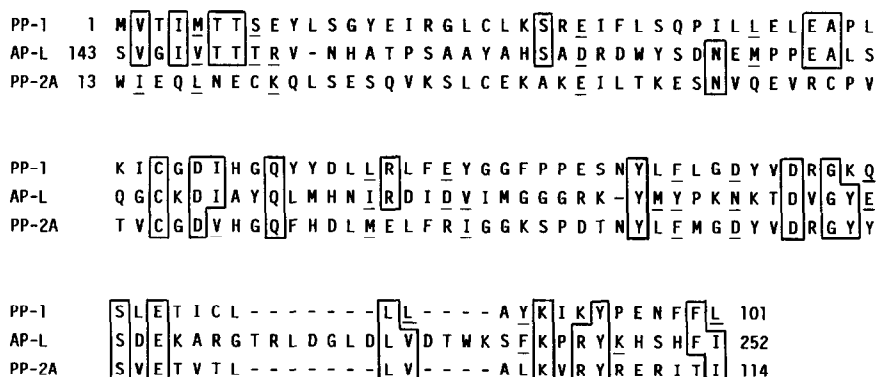 PP-1 1 M V T I M T T S E Y L S G Y E I R G L C L K S R E I F L S Q P I L L E L E A P L
AP-L 143 S V G I V T T T R V - N H A T P S A A Y A H S A D R D W Y S D N E M P P E A L S
PP-2A 13 W I E Q L N E C K Q L S E S Q V K S L C E K A K E I L T K E S N V Q E V R C P V
PP-1 K I C G D I H G Q Y Y D L L R L F E Y G G F P P E S N Y L F L G D Y V D R G K Q
AP-L Q G C K D I A Y Q L M H N I R D I D V I M G G G R K - Y M Y P K N K T D V G Y E
PP-2A T V C G D V H G Q F H D L M E L F R I G G K S P D T N Y L F M G D Y V D R G Y Y
PP-1 S L E T I C L - - - - - - - L L - - - - A Y K I K Y P E N F F L 101
AP-L S D E K A R G T R L D G L D L V D T W K S F K P R Y K H S H F I 252
PP-2A S V E T V T L - - - - - - - L V - - - - A L K V R Y R E R I T I 114